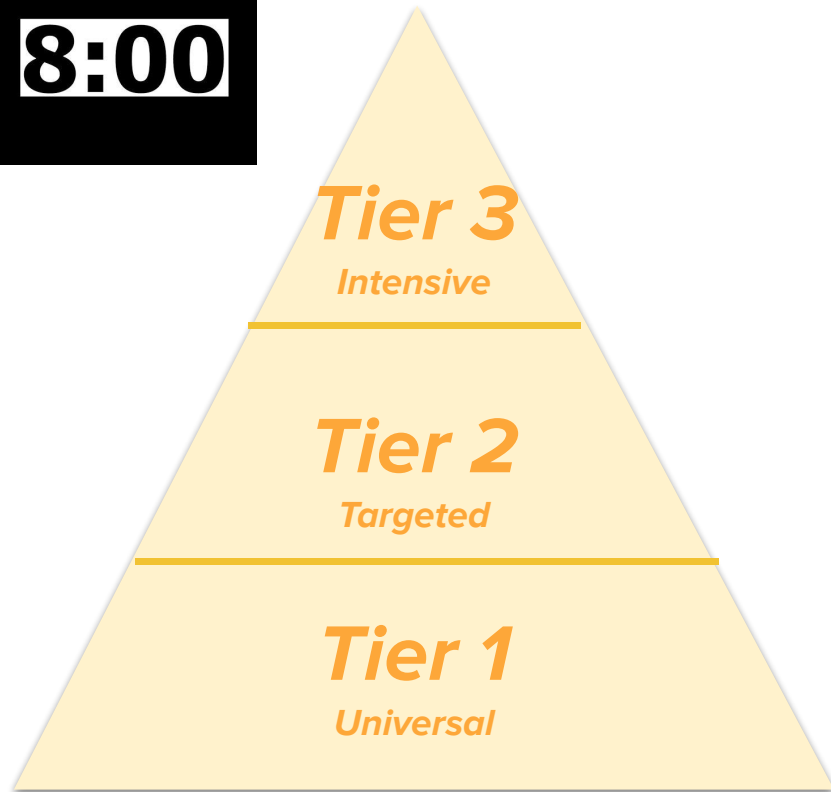 8:00
Tier 3
Intensive
Tier 2
Targeted
Tier 1
Universal